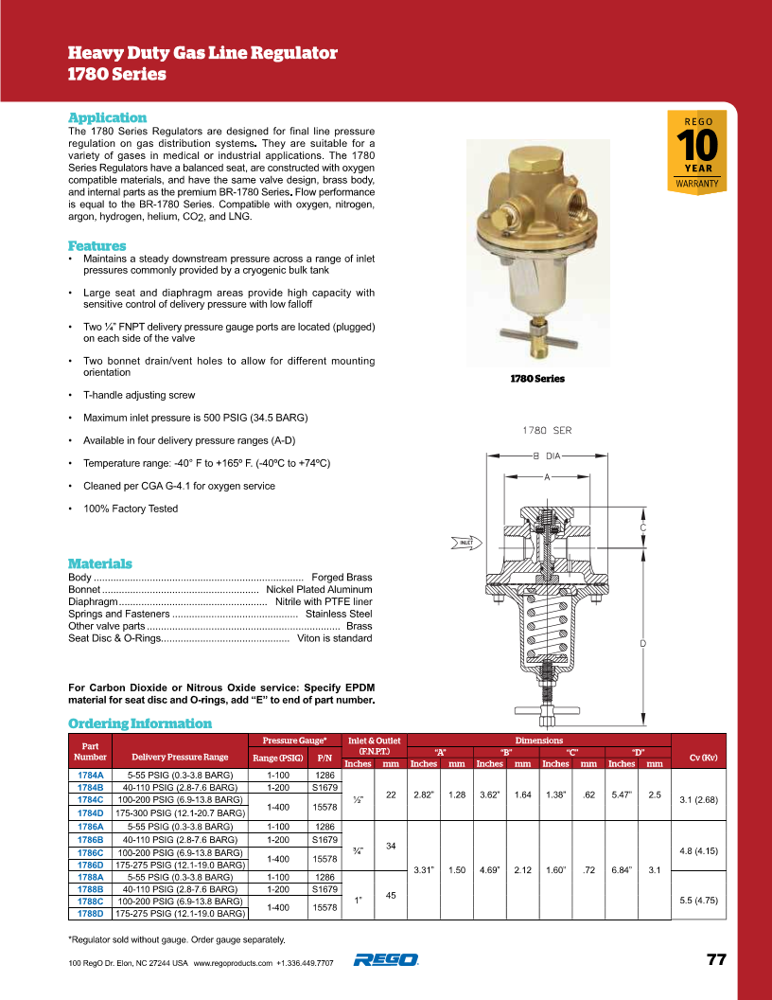 Heavy Duty Gas Line Regulator
1780 Series
Application
The 1780 Series Regulators are designed for final line pressure
regulation on gas distribution systems. They are suitable for a
variety of gases in medical or industrial applications. The 1780
Series Regulators have a balanced seat, are constructed with oxygen
compatible materials, and have the same valve design, brass body,
and internal parts as the premium BR-1780 Series. Flow performance
is equal to the BR-1780 Series. Compatible with oxygen, nitrogen,
argon, hydrogen, helium, CO2, and LNG.
REGO
10
YEAR
WARRANTY
Features
• Maintains a steady downstream pressure across a range of inlet
pressures commonly provided by a cryogenic bulk tank
• Large seat and diaphragm areas provide high capacity with
sensitive control of delivery pressure with low falloff
• Two ¼” FNPT delivery pressure gauge ports are located (plugged)
on each side of the valve
• Two bonnet drain/vent holes to allow for different mounting
orientation
• T-handle adjusting screw
• Maximum inlet pressure is 500 PSIG (34.5 BARG)
• Available in four delivery pressure ranges (A-D)
• Temperature range: -40° F to +165º F. (-40ºC to +74ºC)
• Cleaned per CGA G-4.1 for oxygen service
• 100% Factory Tested
1780 Series
1780 SER
B DIA
A
C
INLET
D
Materials
Body ........................................................................... Forged Brass
Bonnet ........................................................ Nickel Plated Aluminum
Diaphragm..................................................... Nitrile with PTFE liner
Springs and Fasteners ............................................. Stainless Steel
Other valve parts ..................................................................... Brass
Seat Disc & O-Rings.............................................. Viton is standard
For Carbon Dioxide or Nitrous Oxide service: Specify EPDM
material for seat disc and O-rings, add “E” to end of part number.
Ordering Information
Part Number Delivery Pressure Range Pressure Gauge* Inlet & Outlet (F.N.P.T.) Dimensions Cv (Kv)
Range (PSIG) P/N “A” “B” “C” “D”
Inches mm Inches mm Inches mm Inches mm Inches mm
1784A 5-55 PSIG (0.3-3.8 BARG) 1-100 1286
1784B 40-110 PSIG (2.8-7.6 BARG) 1-200 S1679
1784C 100-200 PSIG (6.9-13.8 BARG) 1-400 15578 ½” 22 2.82” 1.28 3.62” 1.64 1.38” .62 5.47” 2.5 3.1 (2.68)
1784D 175-300 PSIG (12.1-20.7 BARG)
1786A 5-55 PSIG (0.3-3.8 BARG) 1-100 1286
1786B 40-110 PSIG (2.8-7.6 BARG) 1-200 S1679
1786C 100-200 PSIG (6.9-13.8 BARG) 1-400 15578 ¾” 34 4.8 (4.15)
1786D 175-275 PSIG (12.1-19.0 BARG) 3.31” 1.50 4.69” 2.12 1.60” .72 6.84” 3.1
1788A 5-55 PSIG (0.3-3.8 BARG) 1-100 1286
1788B 40-110 PSIG (2.8-7.6 BARG) 1-200 S1679
1788C 100-200 PSIG (6.9-13.8 BARG) 1-400 15578 1” 45 5.5 (4.75)
1788D 175-275 PSIG (12.1-19.0 BARG)
*Regulator sold without gauge. Order gauge separately.
100 RegO Dr. Elon, NC 27244 USA www.regoproducts.com +1.336.449.7707
REGO
77